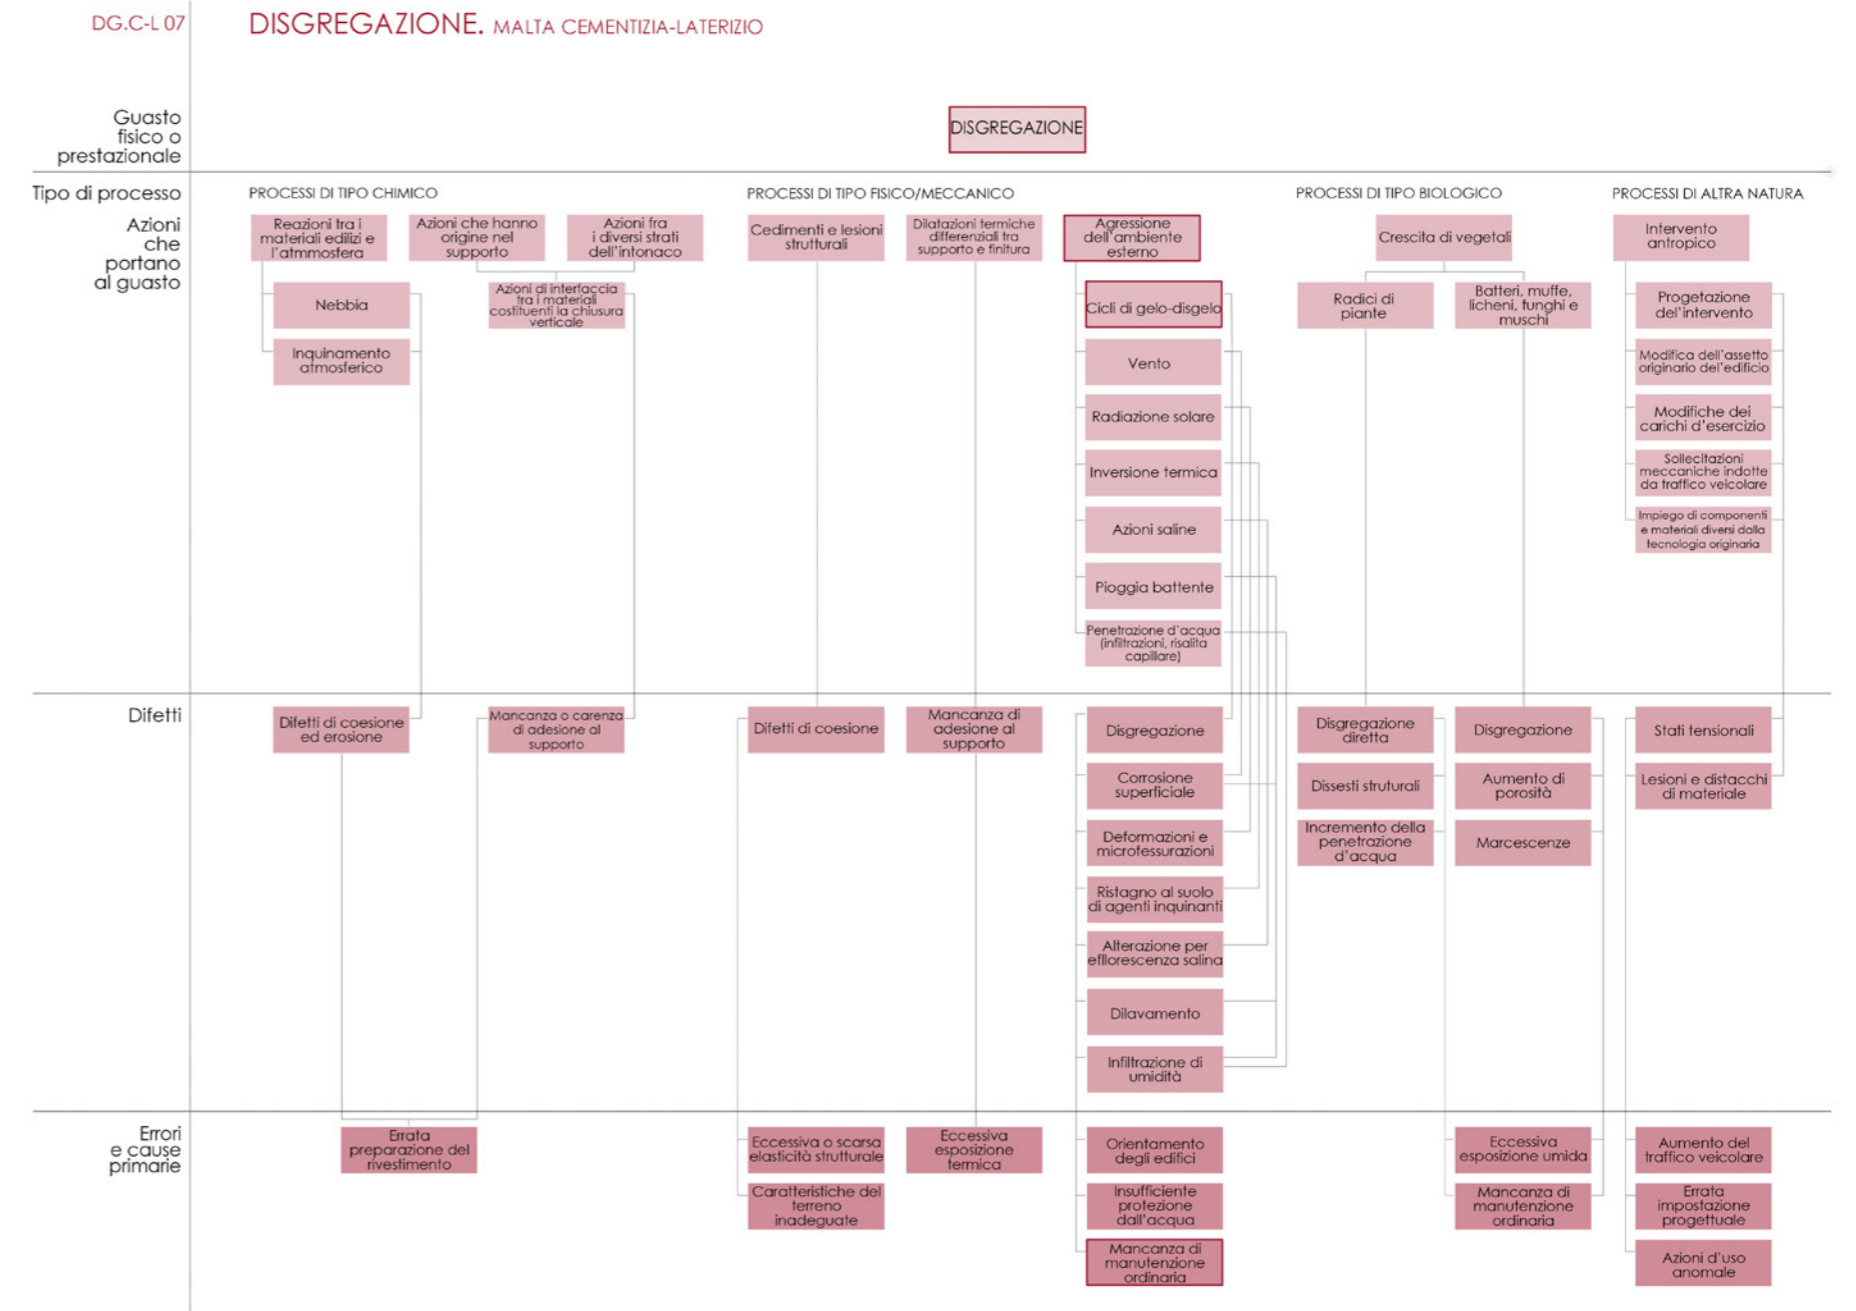 DG.C-L 07
DISGREGAZIONE. MALTA CEMENTIZIA-LATERIZIO
Guasto
fisico o
prestazionale
DISGREGAZIONE
Tipo di processo
PROCESSI DI TIPO CHIMICO
PROCESSI DI TIPO FISICO/MECCANICO
PROCESSI DI TIPO BIOLOGICO
PROCESSI DI ALTRA NATURA
Azioni
che
portano
al guasto
Reazioni tra i
materiali edilizi e
l'atmmosfera
Azioni che hanno
origine nel
supporto
Azioni fra
i diversi strati
dell'intonaco
Nebbia
Inquinamento
atmosferico
Azioni di interfaccia
tra i materiali
costituenti la chiusura
verticale
Cedimenti e lesioni
strutturali
Dilatazioni termiche
differenziali tra
supporto e finitura
Agressione
dell'ambiente
esterno
Cicli di gelo-disgelo
Vento
Radiazione solare
Inversione termica
Azioni saline
Pioggia battente
Penetrazione d'acqua
(infiltrazioni, risalita
capillare)
Crescita di vegetali
Radici di
piante
Batteri, muffe,
licheni, funghi e
muschi
Intervento
antropico
Progetazione
del'intervento
Modifica dell'assetto
originario del'edificio
Modifiche dei
carichi d'esercizio
Sollecitazioni
meccaniche indotte
da traffico veicolare
Impiego di componenti
e materiali diversi dalla
tecnologia originaria
Difetti
Difetti di coesione
ed erosione
Mancanza o carenza
di adesione al
supporto
Difetti di coesione
Mancanza di
adesione al
supporto
Disgregazione
Corrosione
superficiale
Deformazioni e
microfessurazioni
Ristagno al suolo
di agenti inquinanti
Alterazione per
efllorescenza salina
Dilavamento
Infiltrazione di
umidità
Disgregazione
diretta
Dissesti struturali
Incremento della
penetrazione
d'acqua
Disgregazione
Aumento di
porosità
Marcescenze
Stati tensionali
Lesioni e distacchi
di materiale
Errori
e cause
primarie
Errata
preparazione del
rivestimento
Eccessiva o scarsa
elasticità strutturale
Caratteristiche del
terreno
inadeguate
Eccessiva
esposizione
termica
Orientamento
degli edifici
Insufficiente
protezione
dall'acqua
Mancanza di
manutenzione
ordinaria
Eccessiva
esposizione umida
Mancanza di
manutenzione
ordinaria
Aumento del
traffico veicolare
Errata
impostazione
progettuale
Azioni d'uso
anomale